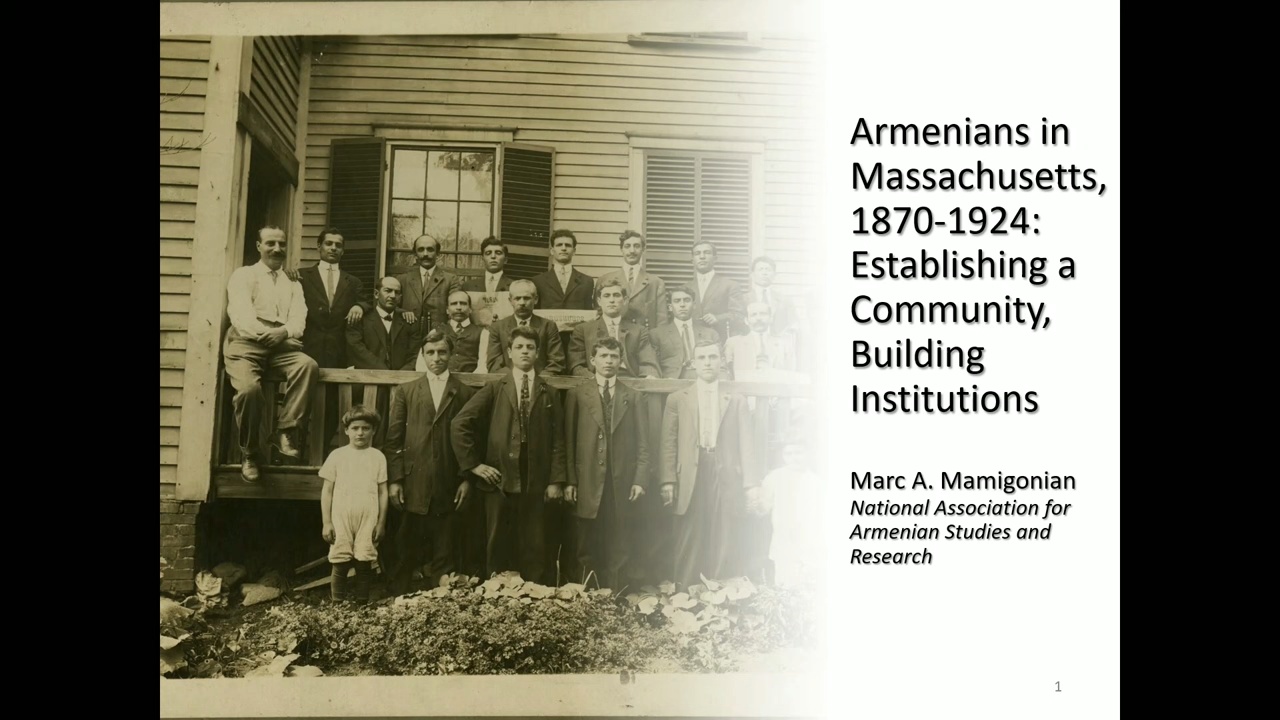 Armenians in
Massachusetts,
1870-1924:
Establishing a
Community,
Building
Institutions
Marc A. Mamigonian
National Association for
Armenian Studies and
Research
1